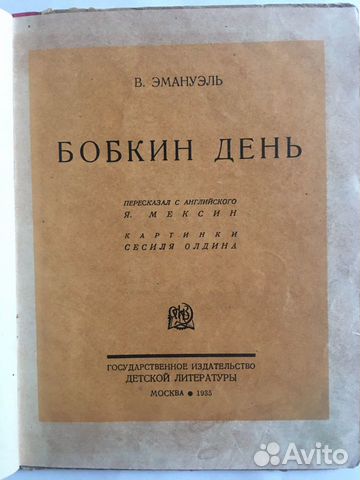 В. ЭМАНУЭЛЬ
БОБКИН ДЕНЬ
ПЕРЕСКАЗАЛ С АНГЛИЙСКОГО
Я. МЕКСИН
КАРТИНКИ
СЕСИЛЯ ОЛДИНА
ГОСУДАРСТВЕННОЕ ИЗДАТЕЛЬСТВО
ДЕТСКОЙ ЛИТЕРАТУРЫ
МОСКВА ● 1935
Avito